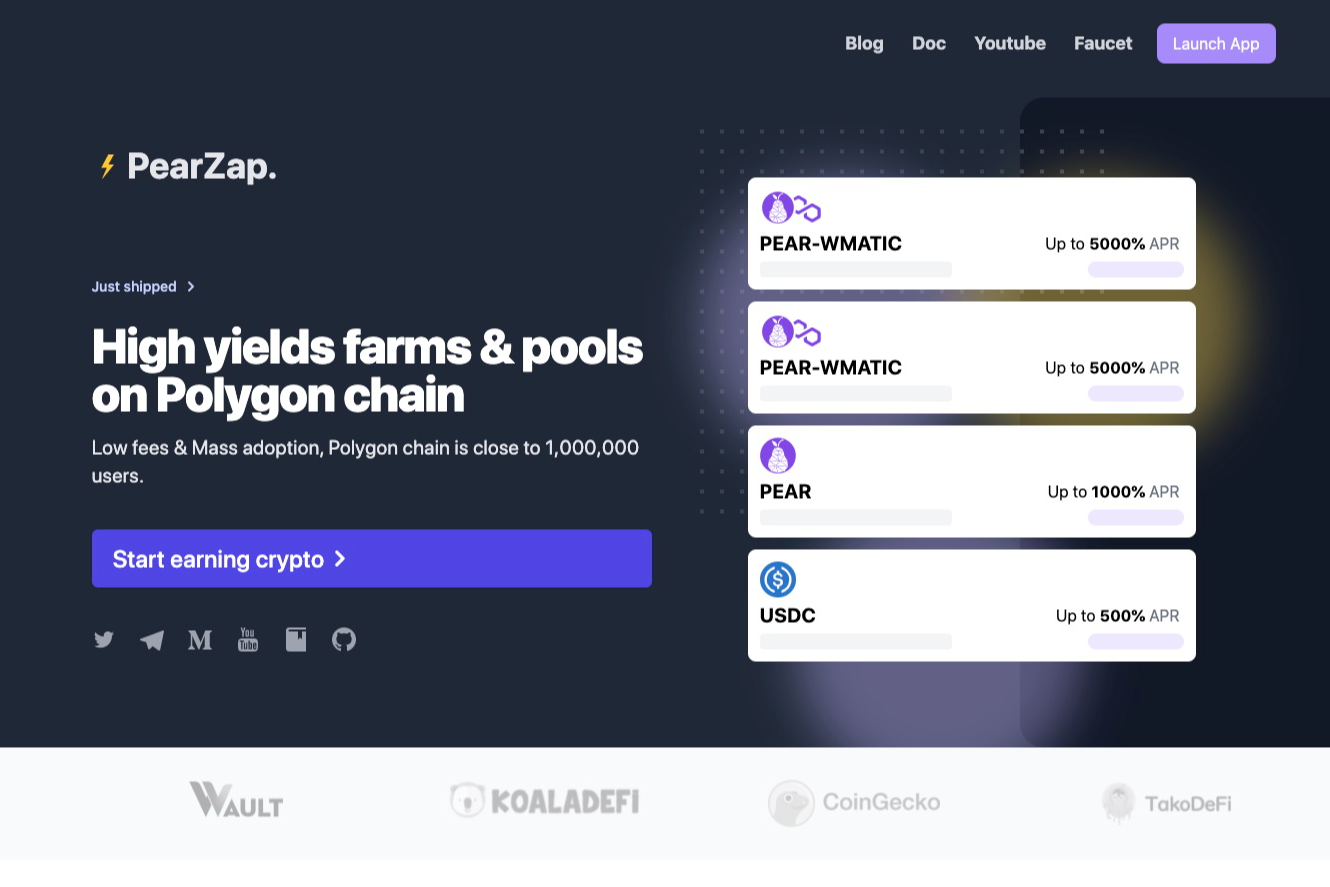 Blog Doc Youtube Faucet Launch App
PearZap.
Just shipped
High yields farms & pools
on Polygon chain
Low fees & Mass adoption, Polygon chain is close to 1,000,000
users.
Start earning crypto
M You Tube
PEAR-WMATIC Up to 5000% APR
PEAR-WMATIC Up to 5000% APR
PEAR Up to 1000% APR
$
USDC Up to 500% APR
WAULT KOALADEFI CoinGecko TakoDeFi